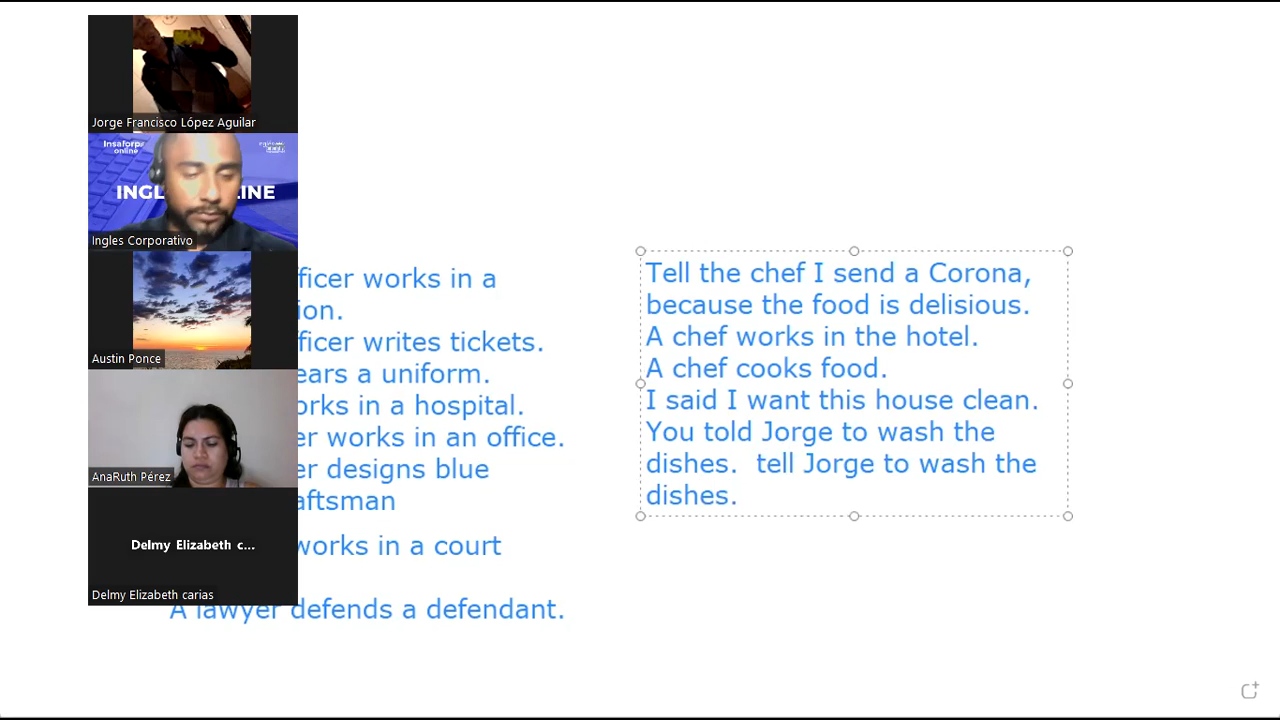 Jorge Francisco López Aguilar
Insaforp
online
INGL LINE
Ingles Corporativo
Austin Ponce
AnaRuth Pérez
Delmy Elizabeth c...
Delmy Elizabeth carias
ficer works in a
ion.
ficer writes tickets.
ears a uniform.
orks in a hospital.
er works in an office.
er designs blue
aftsman
works in a court
A lawyer defends a defendant.
Tell the chef I send a Corona,
because the food is delisious.
A chef works in the hotel.
A chef cooks food.
I said I want this house clean.
You told Jorge to wash the
dishes.  tell Jorge to wash the
dishes.